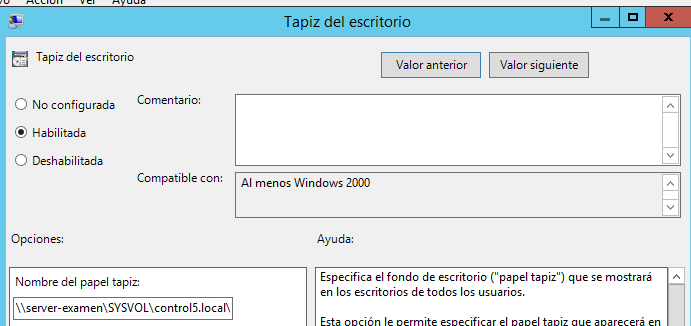 Acción Ver Ayuda
Tapiz del escritorio
Tapiz del escritorio
Valor anterior
Valor siguiente
No configurada
Comentario:
Habilitada
Deshabilitada
Compatible con:
Al menos Windows 2000
Opciones:
Ayuda:
Nombre del papel tapiz:
\\server-examen\SYSVOL\control5.local\
Especifica el fondo de escritorio ("papel tapiz") que se mostrará
en los escritorios de todos los usuarios.
Esta opción le permite especificar el papel tapiz que aparecerá en